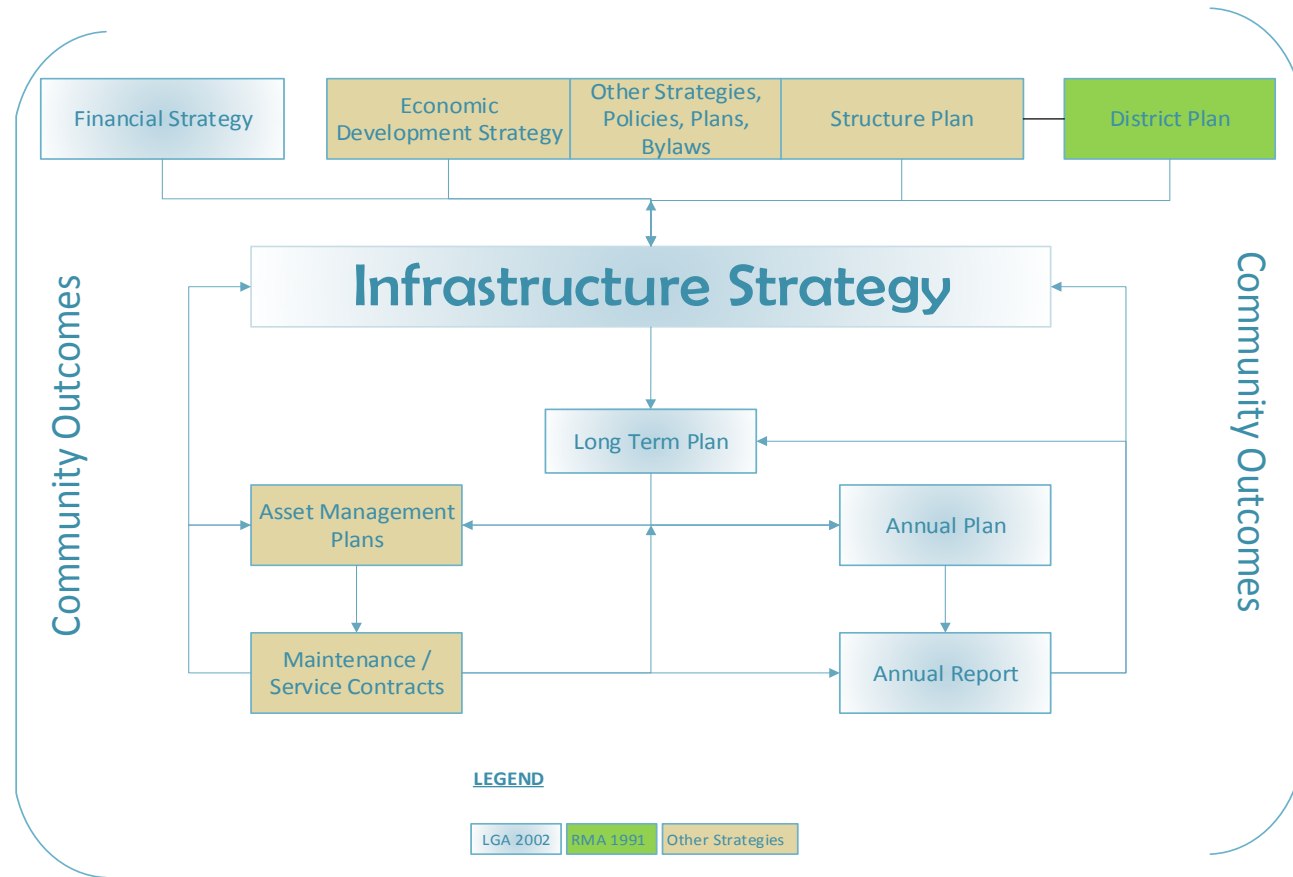 Financial Strategy
Economic
Development Strategy
Other Strategies,
Policies, Plans,
Bylaws
Structure Plan
District Plan
Infrastructure Strategy
Community Outcomes
Community Outcomes
Long Term Plan
Asset Management
Plans
Annual Plan
Maintenance /
Service Contracts
Annual Report
LEGEND
LGA 2002
RMA 1991
Other Strategies